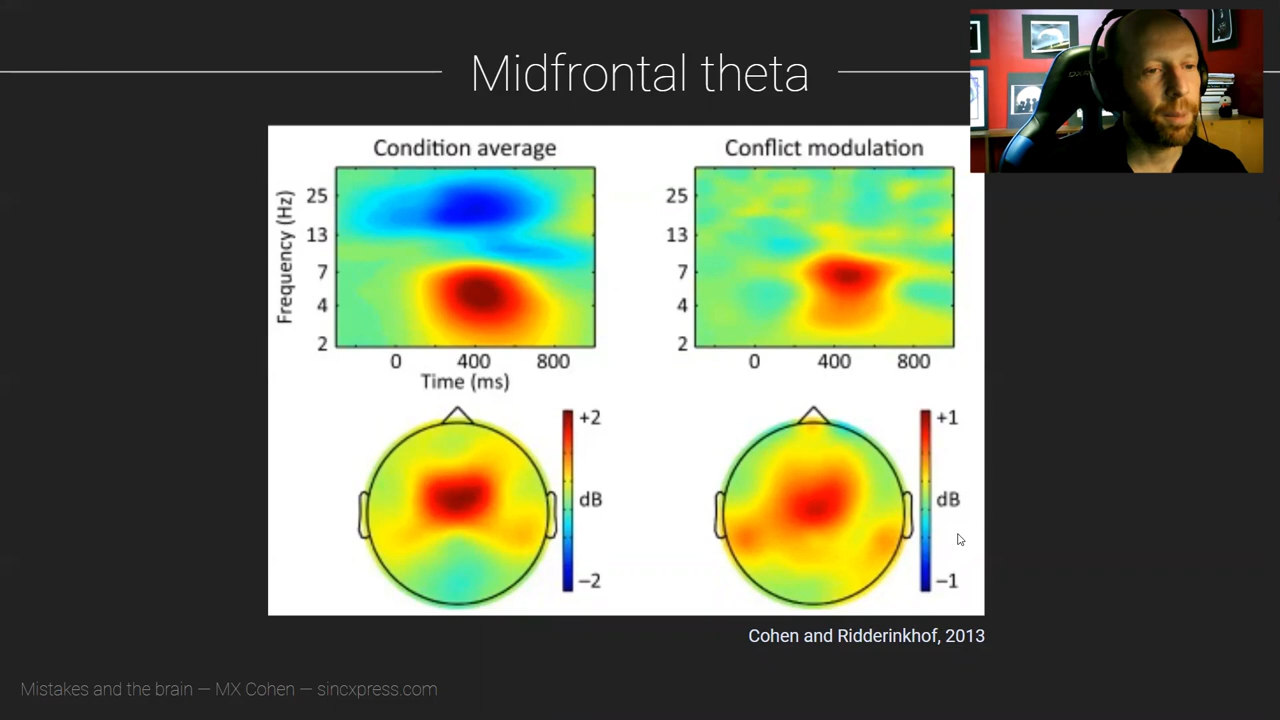 Midfrontal theta
Condition average
Frequency (Hz)
25
13
7
4
2
0 400 800
Time (ms)
Conflict modulation
25
13
7
4
2
0 400 800
+2
dB
−2
+1
dB
−1
Cohen and Ridderinkhof, 2013
Mistakes and the brain — MX Cohen — sincxpress.com